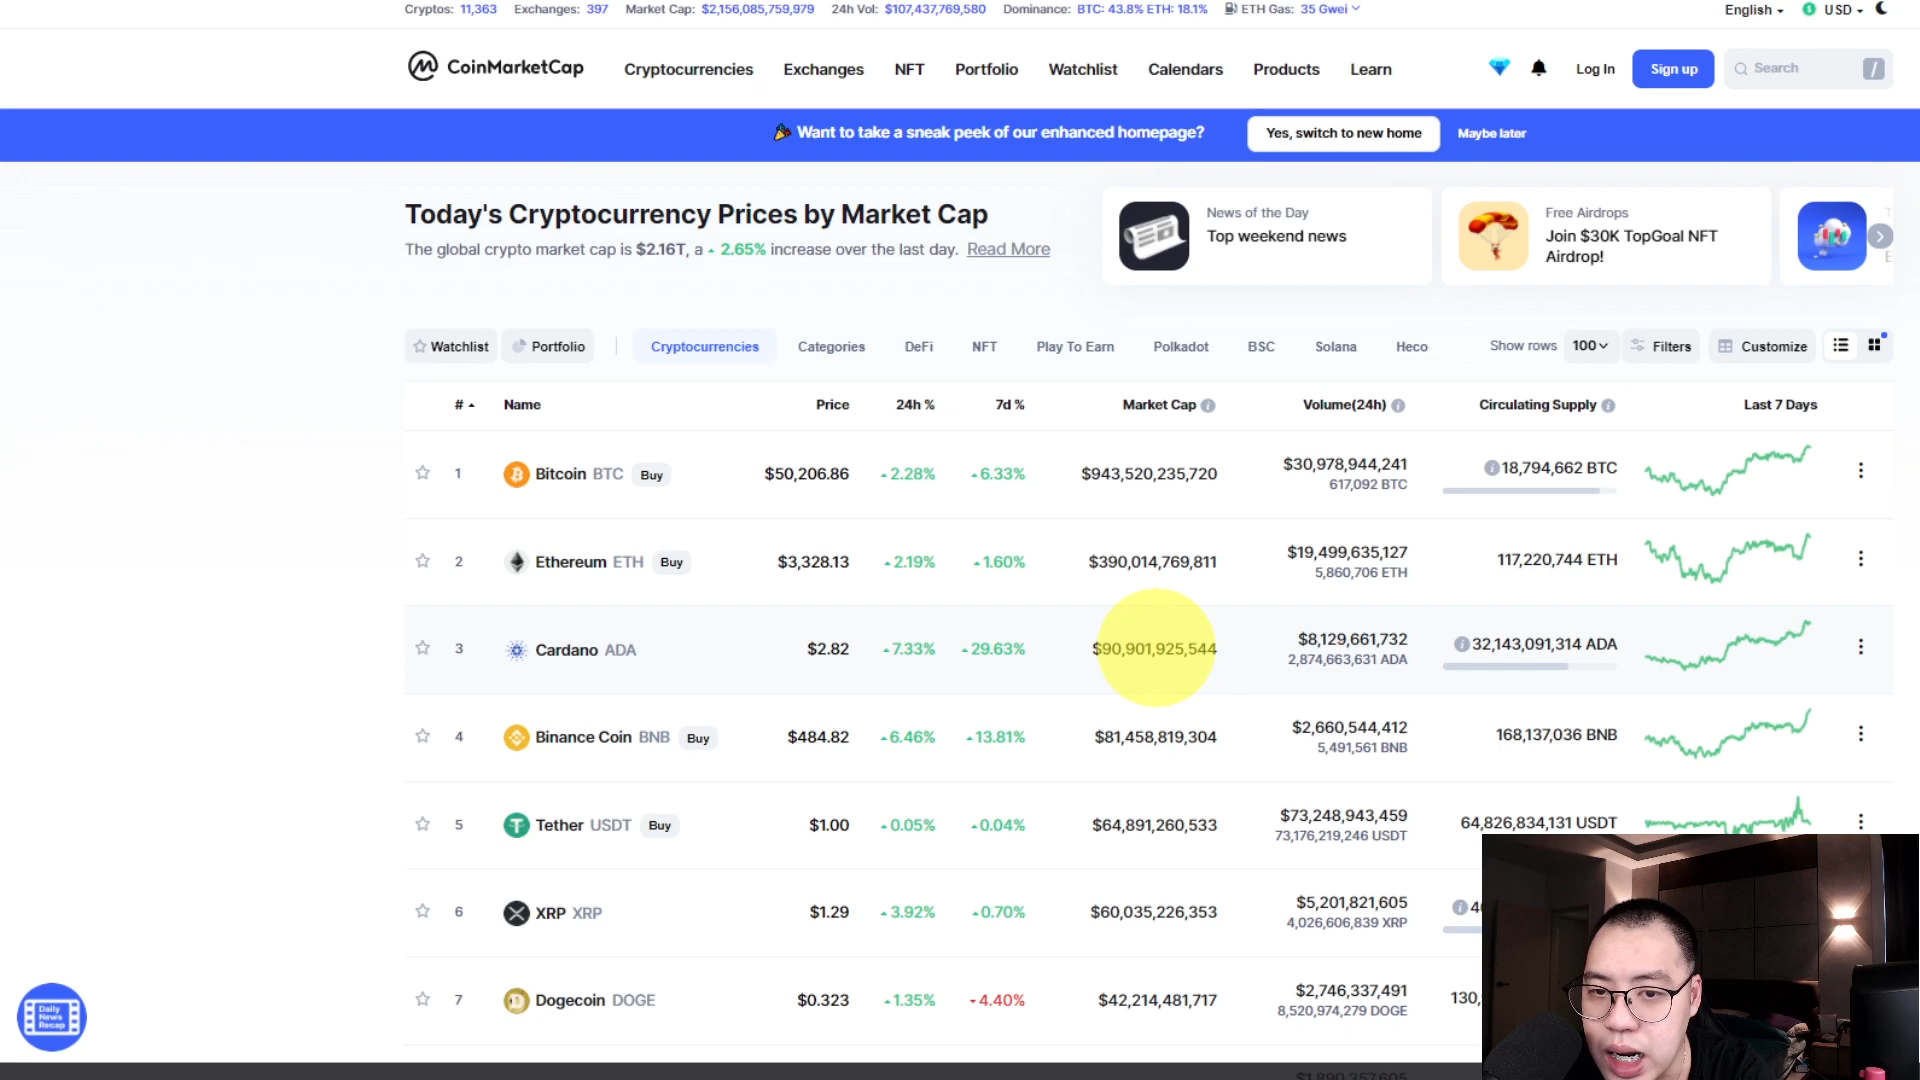 Cryptos: 11,363 Exchanges: 397 Market Cap: $2,156,085,759,979 24h Vol: $107,437,769,580 Dominance: BTC: 43.8% ETH: 18.1% ETH Gas: 35 Gwei English USD
CoinMarketCap Cryptocurrencies Exchanges NFT Portfolio Watchlist Calendars Products Learn Log In Sign up Search /
Want to take a sneak peek of our enhanced homepage? Yes, switch to new home Maybe later
Today's Cryptocurrency Prices by Market Cap
The global crypto market cap is $2.16T, a 2.65% increase over the last day. Read More
News of the Day
Top weekend news
Free Airdrops
Join $30K TopGoal NFT
Airdrop!
Watchlist Portfolio Cryptocurrencies Categories DeFi NFT Play To Earn Polkadot BSC Solana Heco Show rows 100 Filters Customize
# Name Price 24h % 7d % Market Cap Volume(24h) Circulating Supply Last 7 Days
1 Bitcoin BTC Buy $50,206.86 2.28% 6.33% $943,520,235,720 $30,978,944,241 18,794,662 BTC
617,092 BTC
2 Ethereum ETH Buy $3,328.13 2.19% 1.60% $390,014,769,811 $19,499,635,127 117,220,744 ETH
5,860,706 ETH
3 Cardano ADA $2.82 7.33% 29.63% $90,901,925,544 $8,129,661,732 32,143,091,314 ADA
2,874,663,631 ADA
4 Binance Coin BNB Buy $484.82 6.46% 13.81% $81,458,819,304 $2,660,544,412 168,137,036 BNB
5,491,561 BNB
5 Tether USDT Buy $1.00 0.05% 0.04% $64,891,260,533 $73,248,943,459 64,826,834,131 USDT
73,176,219,246 USDT
6 XRP XRP $1.29 3.92% 0.70% $60,035,226,353 $5,201,821,605
4,026,606,839 XRP
7 Dogecoin DOGE $0.323 1.35% 4.40% $42,214,481,717 $2,746,337,491 130,
8,520,974,279 DOGE
Daily
News
Recap